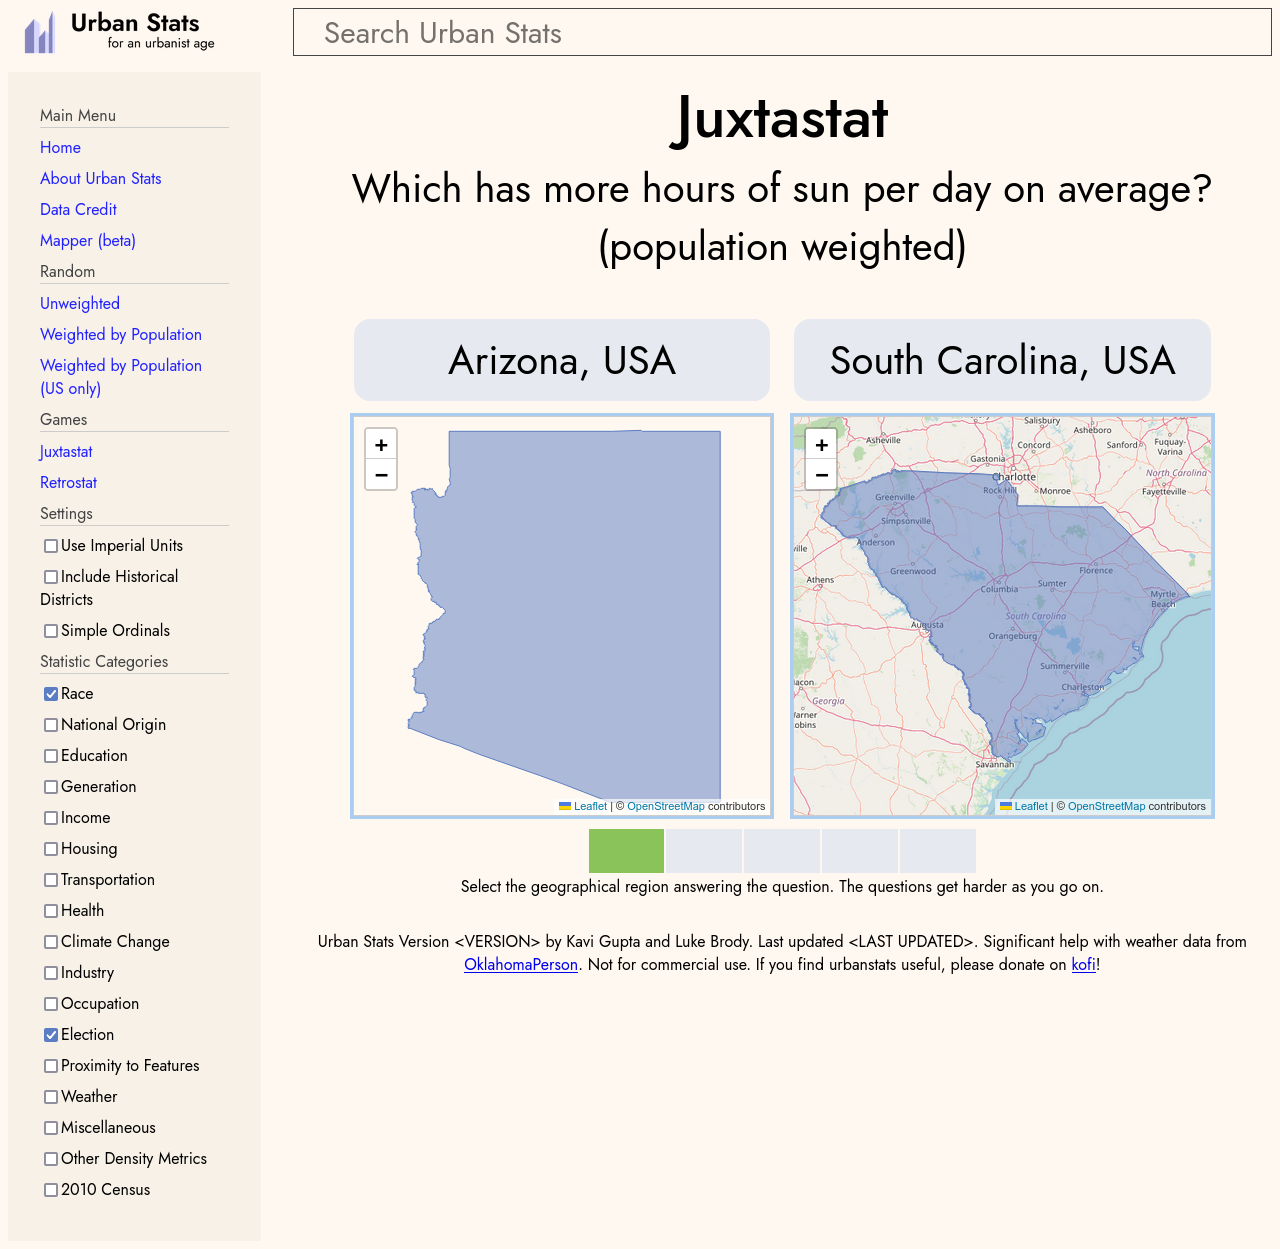 Urban Stats
for an urbanist age
Search Urban Stats
Main Menu
Home
About Urban Stats
Data Credit
Mapper (beta)
Random
Unweighted
Weighted by Population
Weighted by Population
(US only)
Games
Juxtastat
Retrostat
Settings
Use Imperial Units
Include Historical
Districts
Simple Ordinals
Statistic Categories
Race
National Origin
Education
Generation
Income
Housing
Transportation
Health
Climate Change
Industry
Occupation
Election
Proximity to Features
Weather
Miscellaneous
Other Density Metrics
2010 Census
Juxtastat
Which has more hours of sun per day on average?
(population weighted)
Arizona, USA
+
−
Leaflet | © OpenStreetMap contributors
South Carolina, USA
+
−
Salisbury
Asheboro
Asheville
Concord
Sanford
Fuquay-
Varina
Gastonia
Charlotte
North Carolina
Rock Hill
Monroe
Fayetteville
Greenville
Simpsonville
Anderson
ville
Greenwood
Florence
Athens
Columbia
Sumter
Myrtle
Beach
South Carolina
Augusta
Orangeburg
Summerville
acon
Charleston
Georgia
Warner
obins
Savannah
Leaflet | © OpenStreetMap contributors
Select the geographical region answering the question. The questions get harder as you go on.
Urban Stats Version <VERSION> by Kavi Gupta and Luke Brody. Last updated <LAST UPDATED>. Significant help with weather data from
OklahomaPerson. Not for commercial use. If you find urbanstats useful, please donate on kofi!